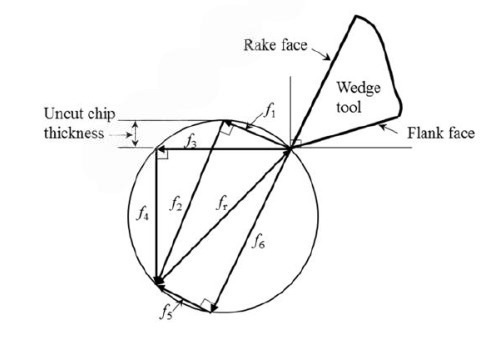 Rake face
Wedge
tool
Uncut chip
thickness
Flank face
f1
f3
f4
f2
fr
f6
f5